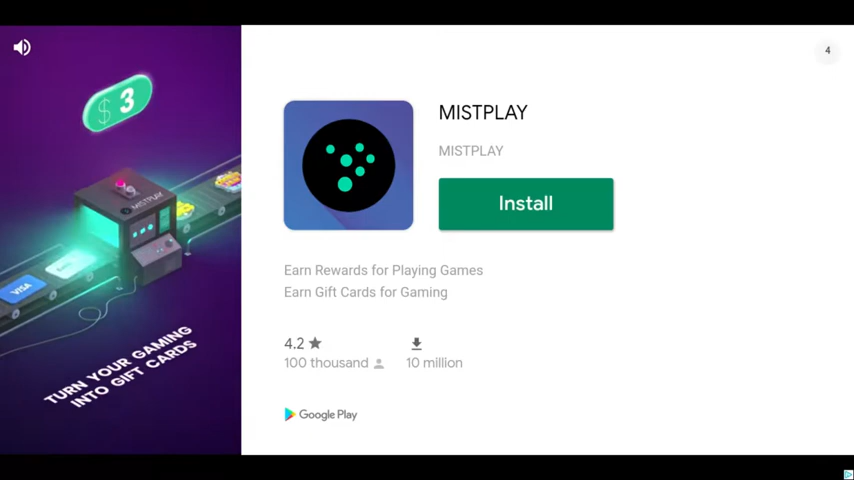 $ 3
MISTPLAY
VISA
TURN YOUR GAMING
INTO GIFT CARDS
4
MISTPLAY
MISTPLAY
Install
Earn Rewards for Playing Games
Earn Gift Cards for Gaming
4.2
100 thousand
10 million
Google Play